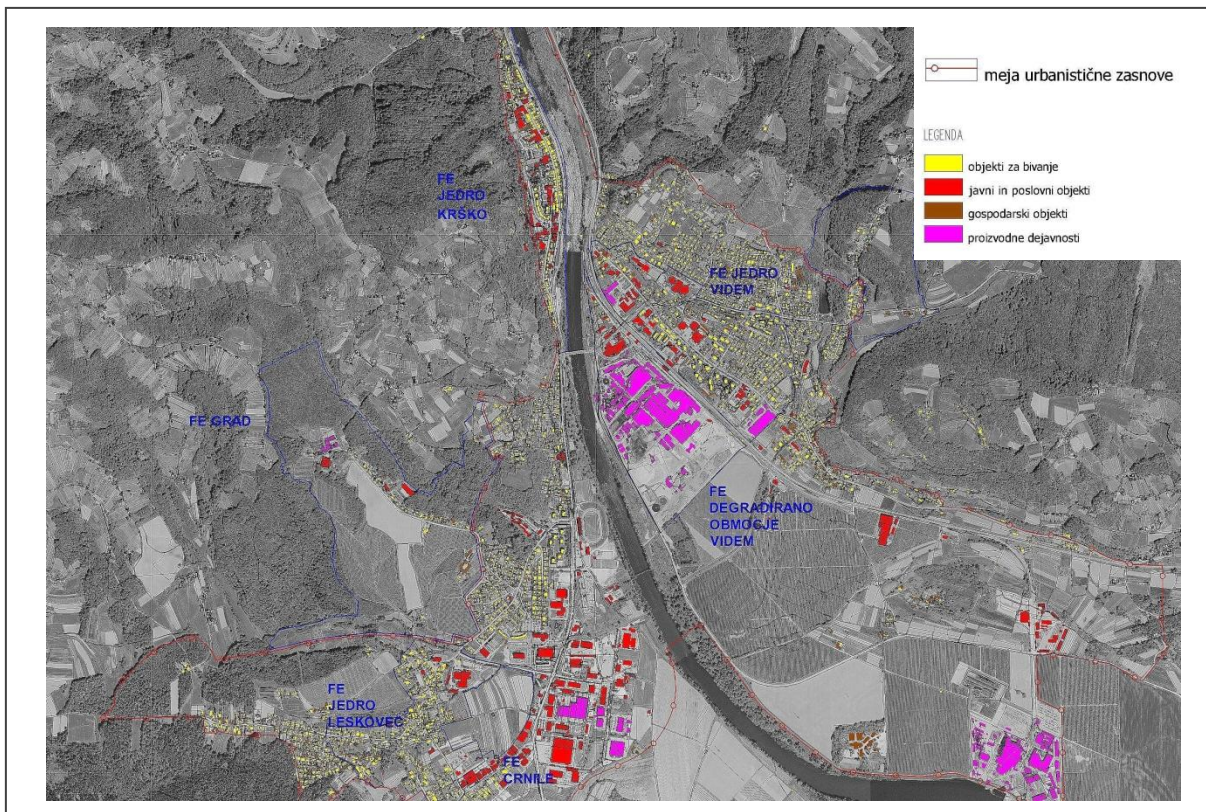 meja urbanistične zasnove
LEGENDA
objekti za bivanje
javni in poslovni objekti
gospodarski objekti
proizvodne dejavnosti
FE
JEDRO
KRŠKO
FE JEDRO
VIDEM
FE GRAD
FE
DEGRADIRANO
OBMOČJE
VIDEM
FE
JEDRO
LESKOVEC
FE
CRNILE